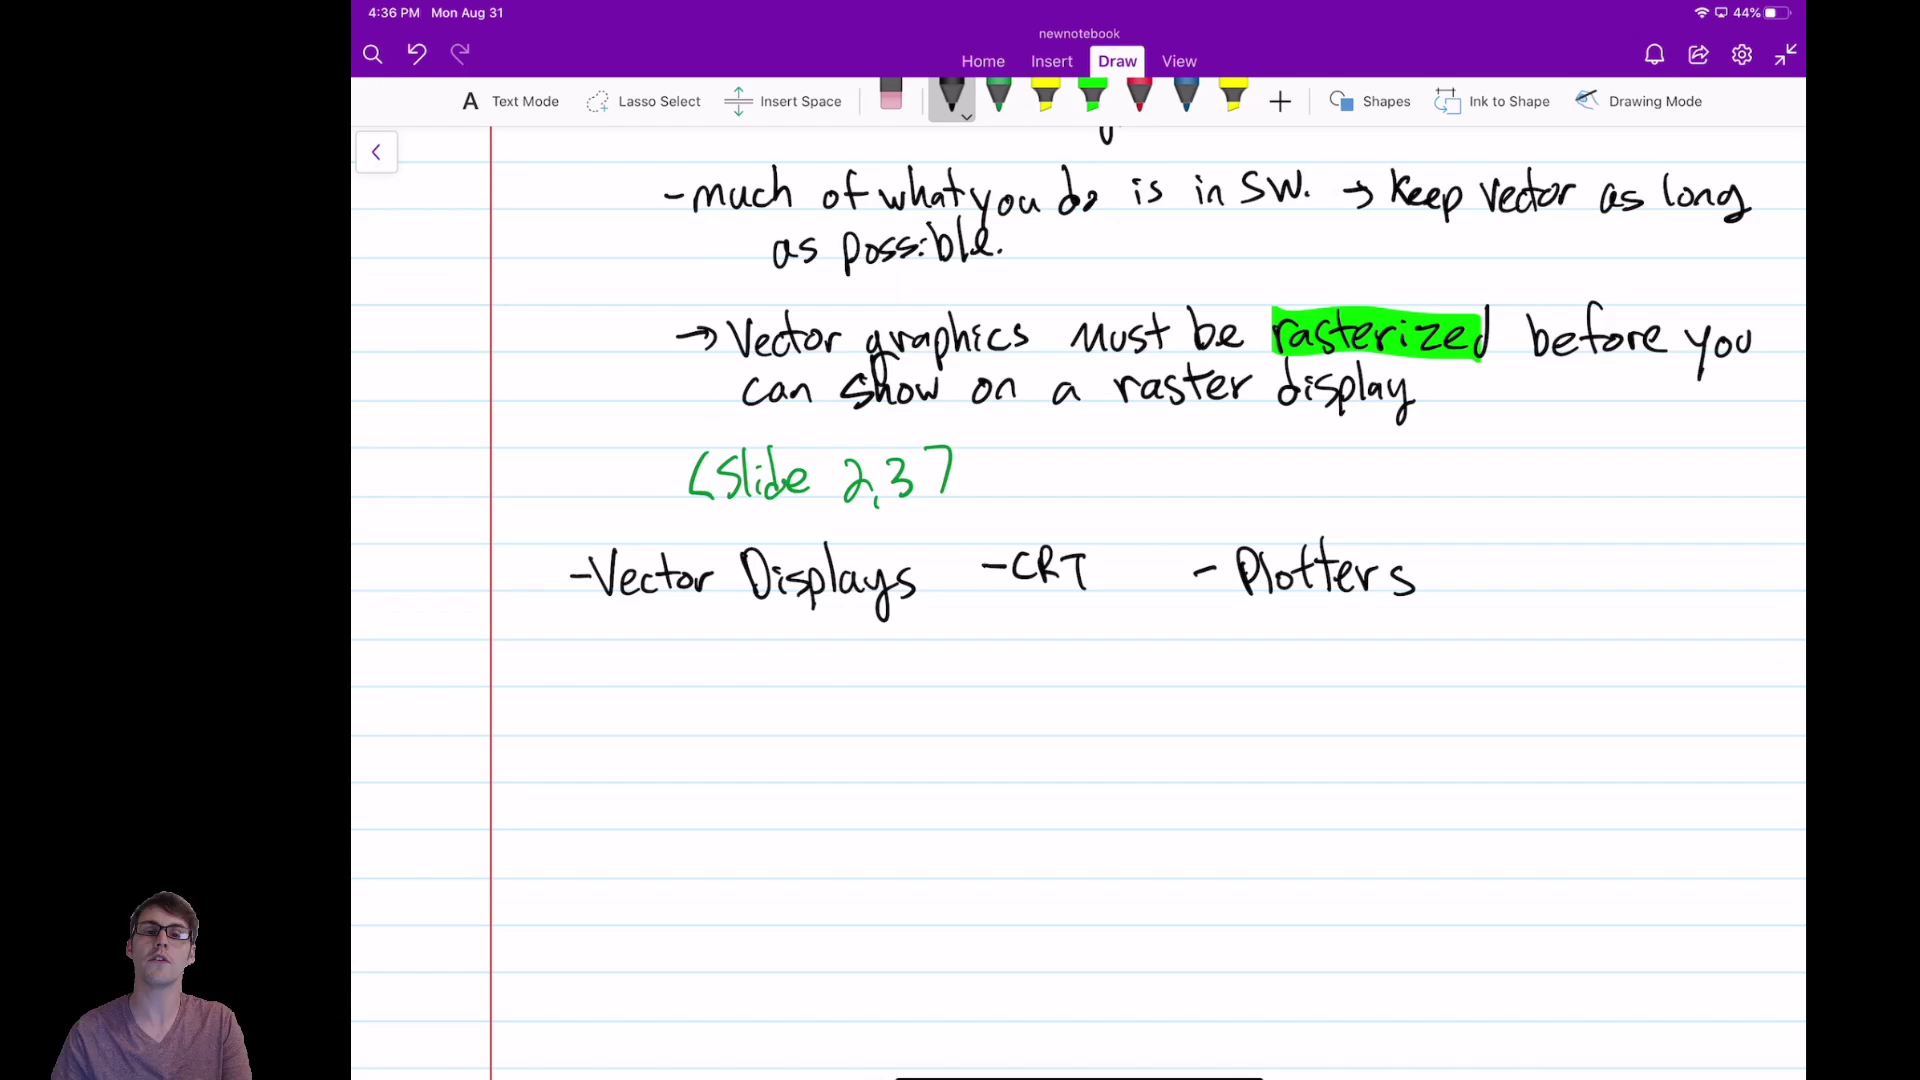 4:36 PM Mon Aug 31
44%
newnotebook
Home Insert Draw View
Text Mode Lasso Select Insert Space Shapes Ink to Shape Drawing Mode
- much of what you do is in SW. → Keep Vector as long
as possible.
→ Vector graphics must be rasterized before you
can show on a raster display
(Slide 2,3)
- Vector Displays - CRT - Plotters